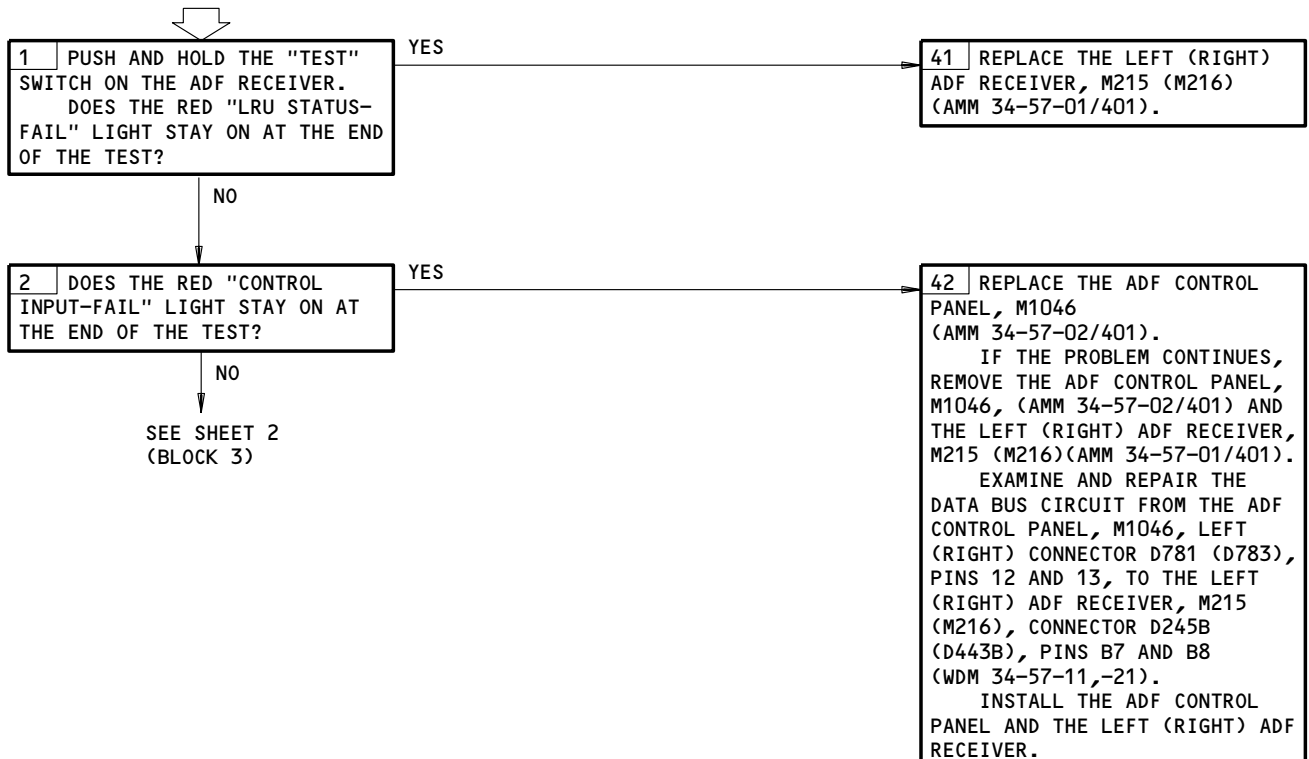 1 PUSH AND HOLD THE "TEST"
SWITCH ON THE ADF RECEIVER.
DOES THE RED "LRU STATUS-
FAIL" LIGHT STAY ON AT THE END
OF THE TEST?
YES
41 REPLACE THE LEFT (RIGHT)
ADF RECEIVER, M215 (M216)
(AMM 34-57-01/401).
NO
2 DOES THE RED "CONTROL
INPUT-FAIL" LIGHT STAY ON AT
THE END OF THE TEST?
YES
42 REPLACE THE ADF CONTROL
PANEL, M1046
(AMM 34-57-02/401).
IF THE PROBLEM CONTINUES,
REMOVE THE ADF CONTROL PANEL,
M1046, (AMM 34-57-02/401) AND
THE LEFT (RIGHT) ADF RECEIVER,
M215 (M216)(AMM 34-57-01/401).
EXAMINE AND REPAIR THE
DATA BUS CIRCUIT FROM THE ADF
CONTROL PANEL, M1046, LEFT
(RIGHT) CONNECTOR D781 (D783),
PINS 12 AND 13, TO THE LEFT
(RIGHT) ADF RECEIVER, M215
(M216), CONNECTOR D245B
(D443B), PINS B7 AND B8
(WDM 34-57-11,-21).
INSTALL THE ADF CONTROL
PANEL AND THE LEFT (RIGHT) ADF
RECEIVER.
NO
SEE SHEET 2
(BLOCK 3)